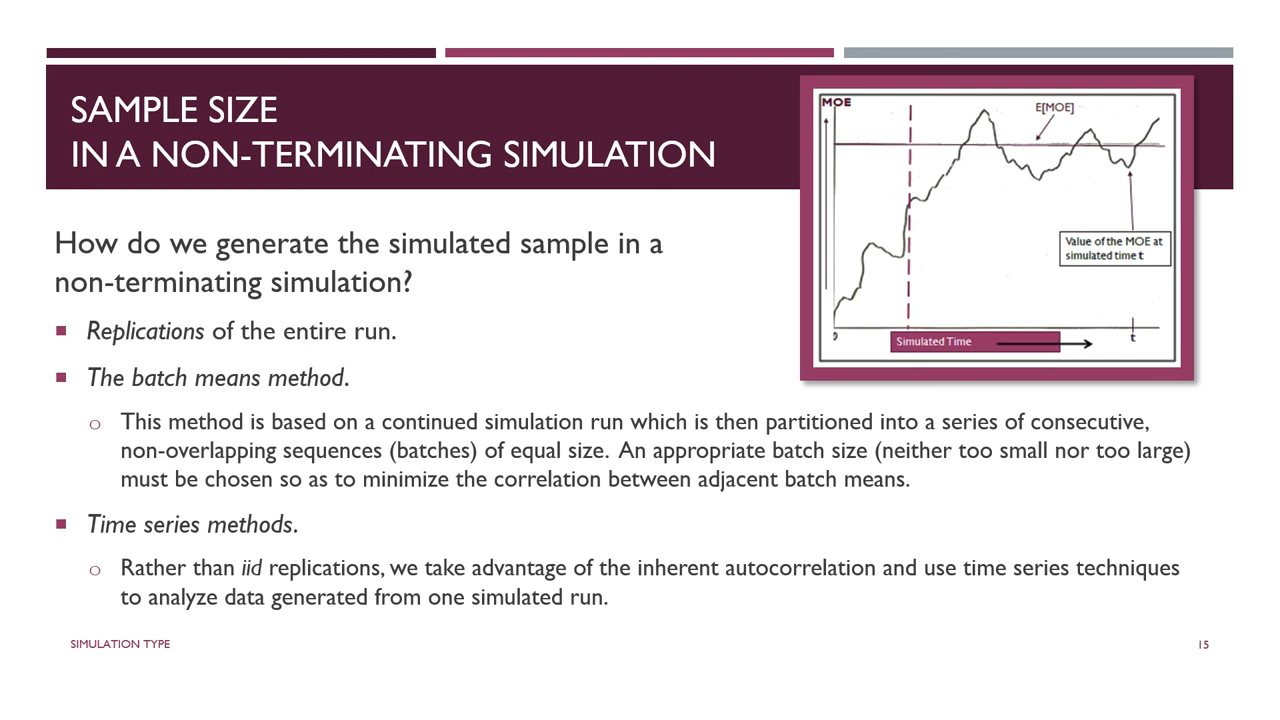 SAMPLE SIZE
IN A NON-TERMINATING SIMULATION
MOE
E[MOE]
Value of the MOE at
simulated time t
0
Simulated Time
t
How do we generate the simulated sample in a
non-terminating simulation?
Replications of the entire run.
The batch means method.
This method is based on a continued simulation run which is then partitioned into a series of consecutive,
non-overlapping sequences (batches) of equal size. An appropriate batch size (neither too small nor too large)
must be chosen so as to minimize the correlation between adjacent batch means.
Time series methods.
Rather than iid replications, we take advantage of the inherent autocorrelation and use time series techniques
to analyze data generated from one simulated run.
SIMULATION TYPE
15